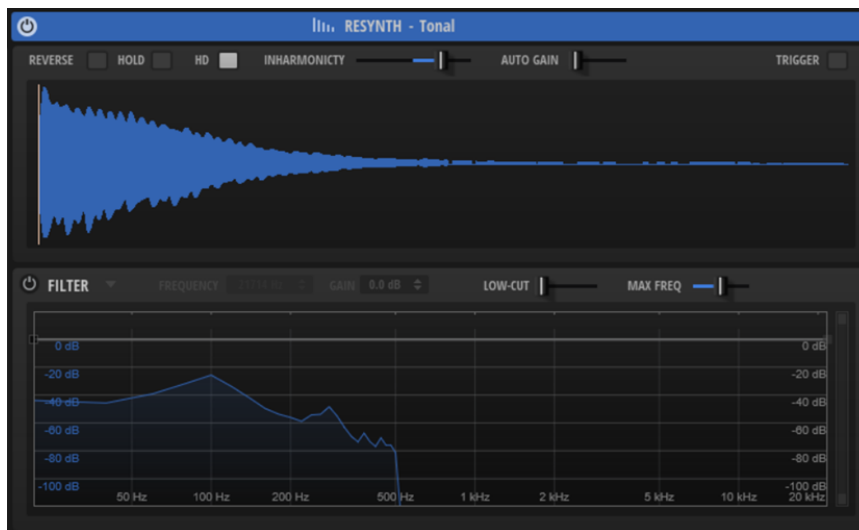 RESYNTH - Tonal
REVERSE HOLD HD INHARMONICTY AUTO GAIN TRIGGER
FILTER FREQUENCY GAIN 0.0 dB LOW-CUT MAX FREQ
0 dB 0 dB
-20 dB -20 dB
-40 dB -40 dB
-60 dB -60 dB
-80 dB -80 dB
-100 dB -100 dB
50 Hz 100 Hz 200 Hz 500 Hz 1 kHz 2 kHz 5 kHz 10 kHz 20 kHz